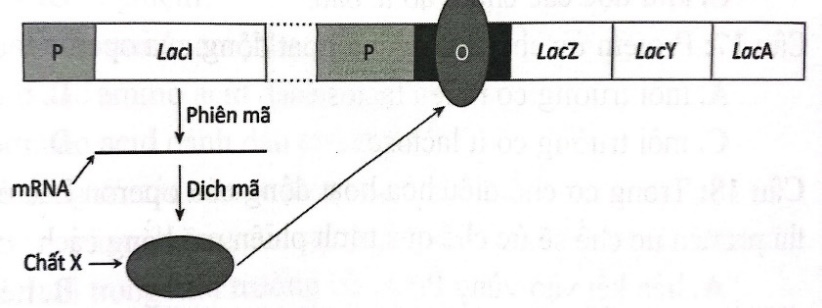 P LacI P O LacZ LacY LacA
Phiên mã
mRNA
Dịch mã
Chất X